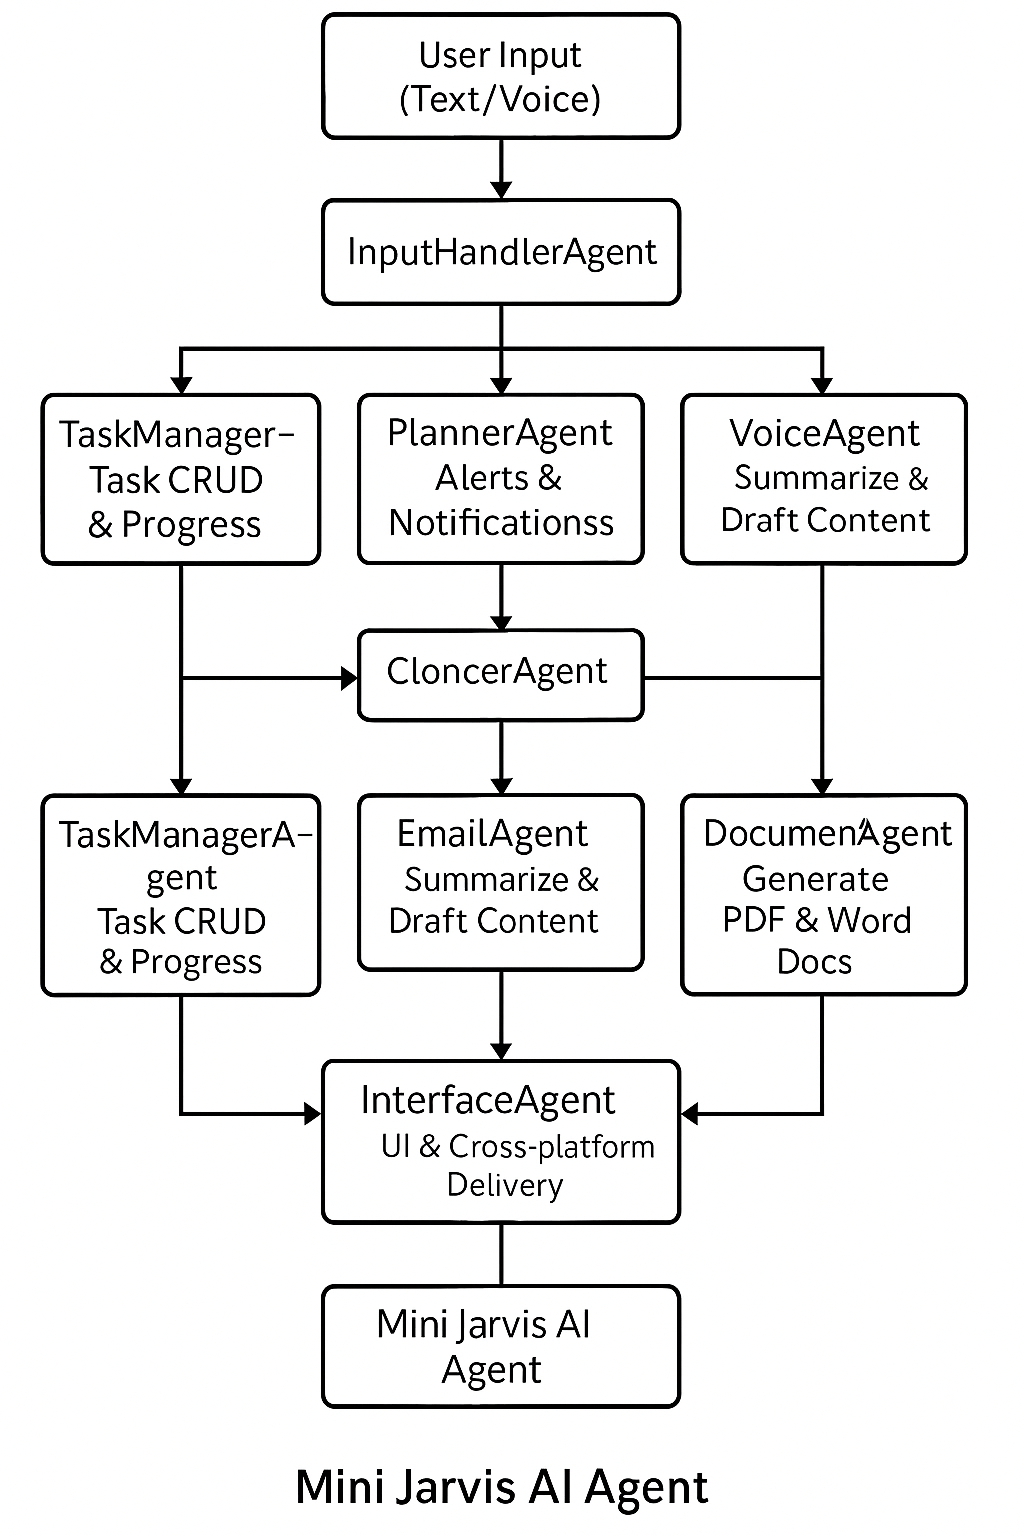 User Input
(Text/Voice)
InputHandlerAgent
TaskManager–
Task CRUD
& Progress
PlannerAgent
Alerts &
Notificationss
VoiceAgent
Summarize &
Draft Content
CloncerAgent
TaskManagerA–
gent
Task CRUD
& Progress
EmailAgent
Summarize &
Draft Content
DocumenAgent
Generate
PDF & Word
Docs
InterfaceAgent
UI & Cross-platform
Delivery
Mini Jarvis AI
Agent
Mini Jarvis AI Agent